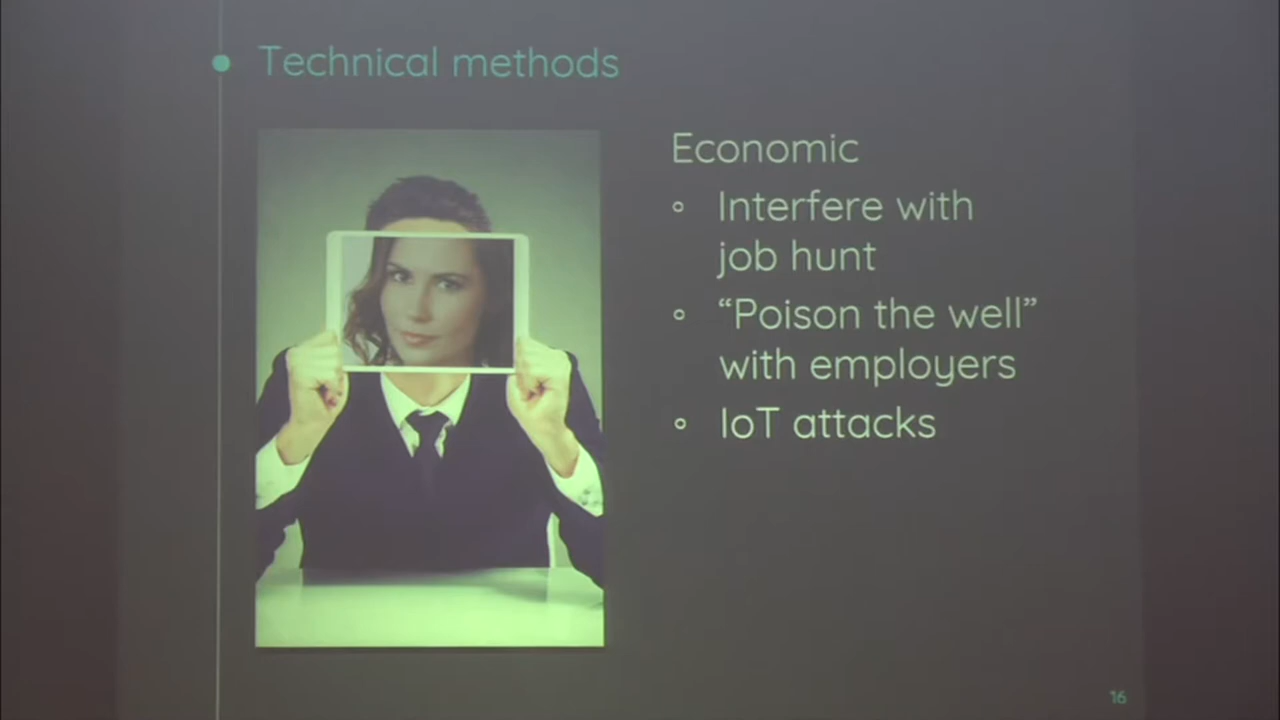 Technical methods
Economic
Interfere with
job hunt
“Poison the well”
with employers
IoT attacks
16